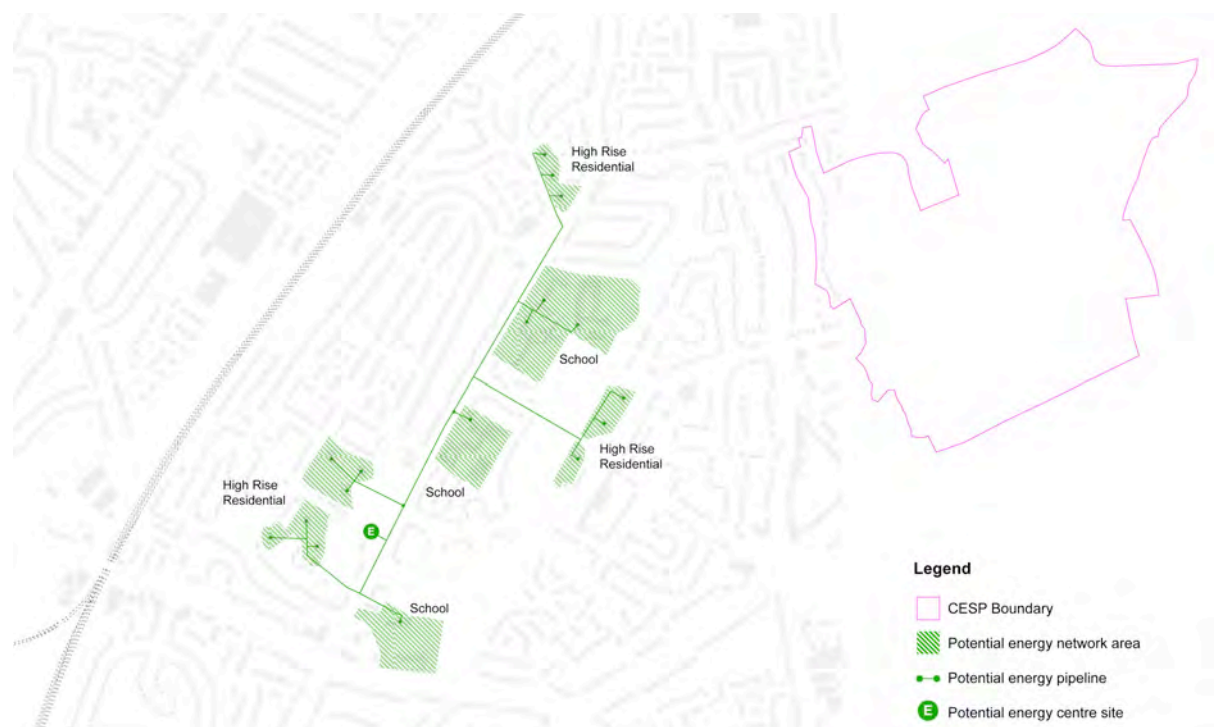 High Rise
Residential
School
High Rise
Residential
School
High Rise
Residential
E
School
Legend
CESP Boundary
Potential energy network area
Potential energy pipeline
E
Potential energy centre site